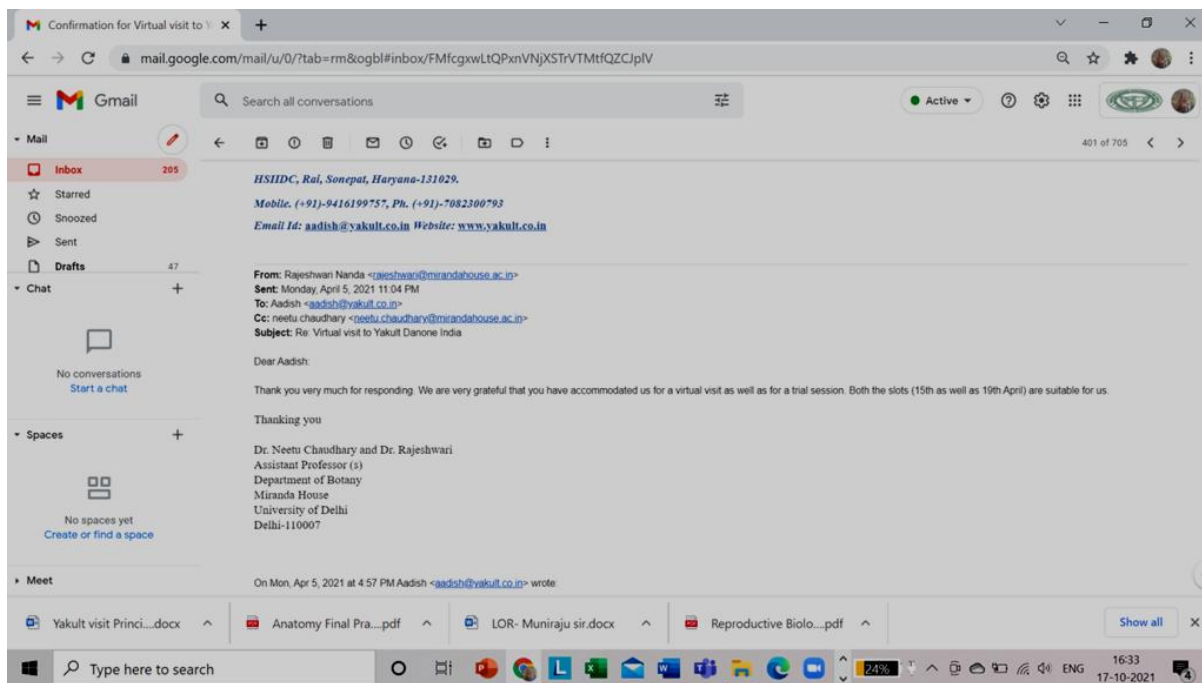 Confirmation for Virtual visit to Y
mail.google.com/mail/u/0/?tab=rm&ogbl#inbox/FMfcgxwLtQPxnVNjXSTrVTMtfQZCJplV
Gmail
Search all conversations
Active
Mail
401 of 705
Inbox 205
Starred
Snoozed
Sent
Drafts 47
Chat
No conversations
Start a chat
Spaces
No spaces yet
Create or find a space
Meet
HSIIDC, Rai, Sonepat, Haryana-131029.
Mobile. (+91)-9416199757, Ph. (+91)-7082300793
Email Id: aadish@yakult.co.in Website: www.yakult.co.in
From: Rajeshwari Nanda <rajeshwari@mirandahouse.ac.in>
Sent: Monday, April 5, 2021 11:04 PM
To: Aadish <aadish@yakult.co.in>
Cc: neetu chaudhary <neetu.chaudhary@mirandahouse.ac.in>
Subject: Re: Virtual visit to Yakult Danone India
Dear Aadish:
Thank you very much for responding. We are very grateful that you have accommodated us for a virtual visit as well as for a trial session. Both the slots (15th as well as 19th April) are suitable for us.
Thanking you
Dr. Neetu Chaudhary and Dr. Rajeshwari
Assistant Professor (s)
Department of Botany
Miranda House
University of Delhi
Delhi-110007
On Mon, Apr 5, 2021 at 4:57 PM Aadish <aadish@yakult.co.in> wrote:
Yakult visit Princi....docx
Anatomy Final Pra....pdf
LOR- Muniraju sir.docx
Reproductive Biolo....pdf
Show all
Type here to search
24%
ENG
16:33
17-10-2021
4